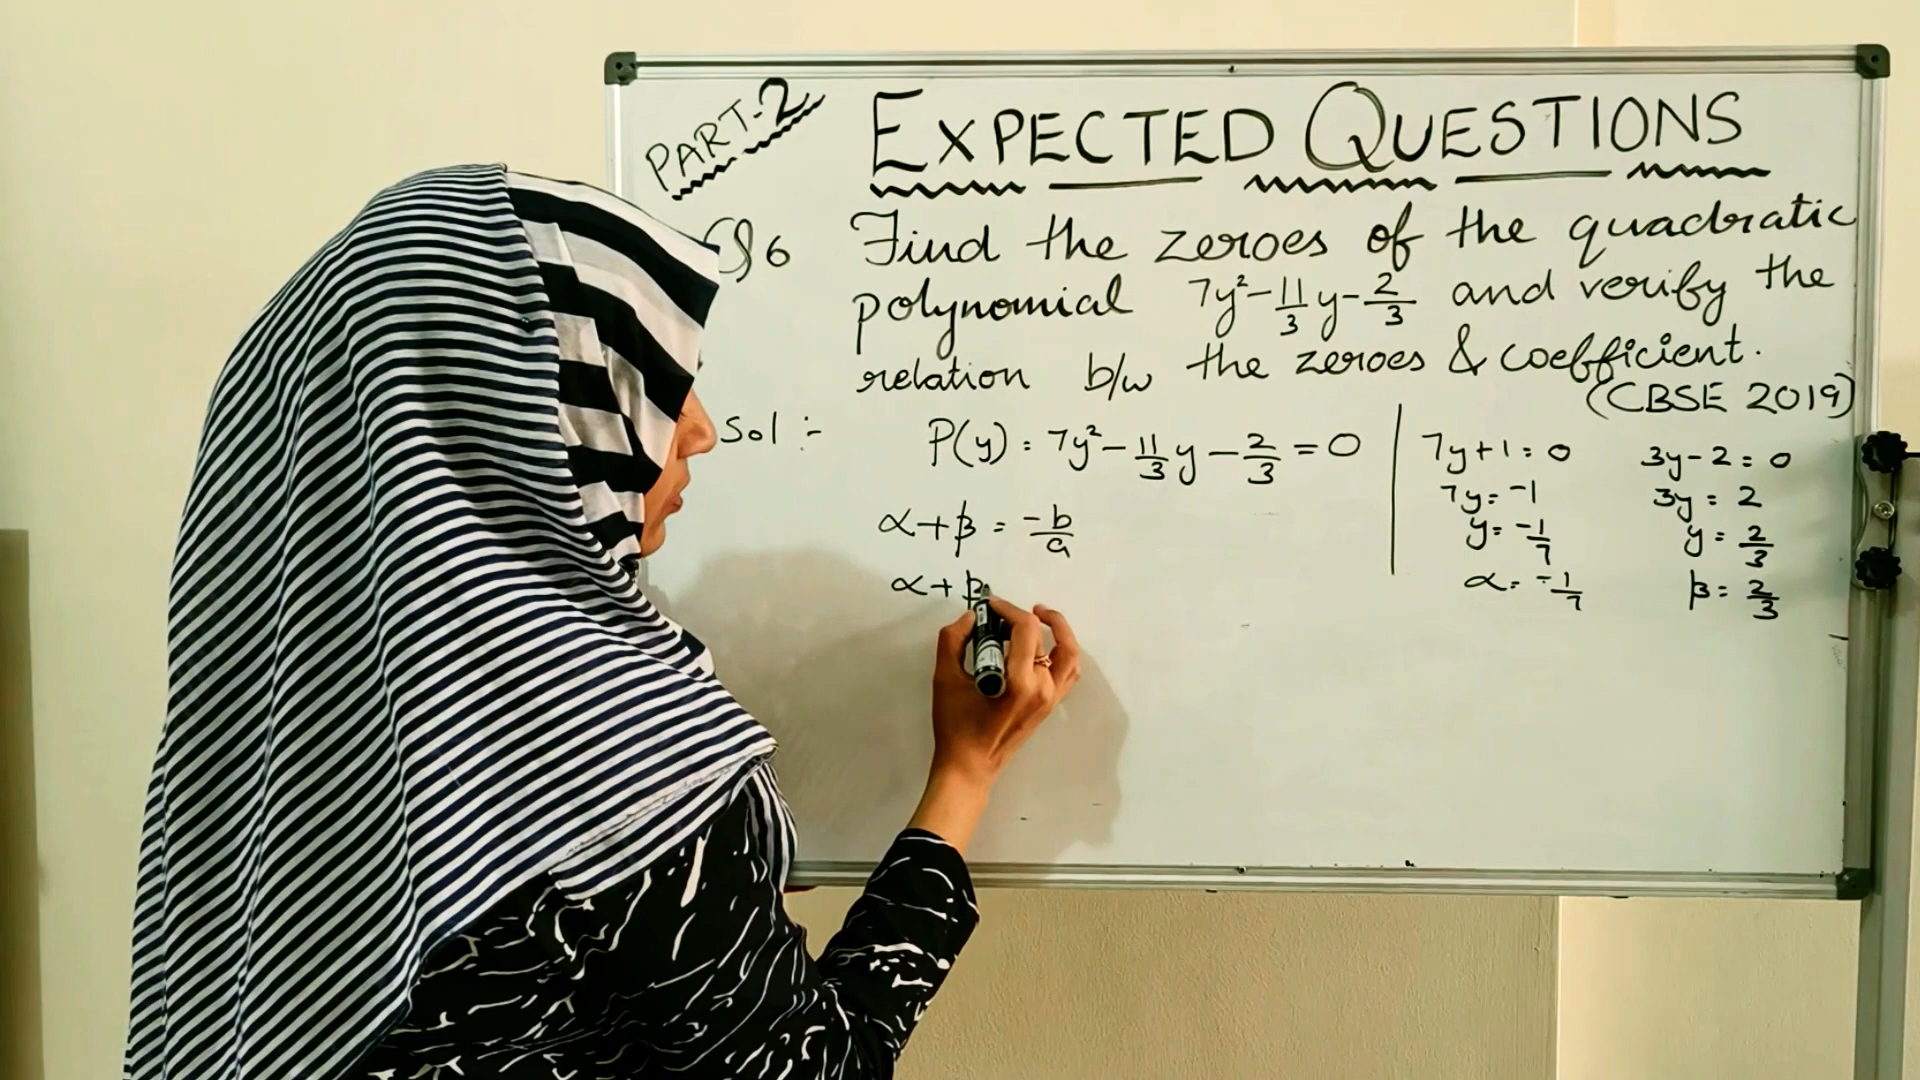 PART-2
EXPECTED QUESTIONS
Q6 Find the zeroes of the quadratic
polynomial 7y²-11/3y-2/3 and verify the
relation b/w the zeroes & coefficient.
(CBSE 2019)
Sol :- P(y) = 7y² - 11/3 y - 2/3 = 0
α+β = -b/a
α+β
7y+1=0
7y=-1
y=-1/7
α=-1/7
3y-2=0
3y=2
y=2/3
β=2/3